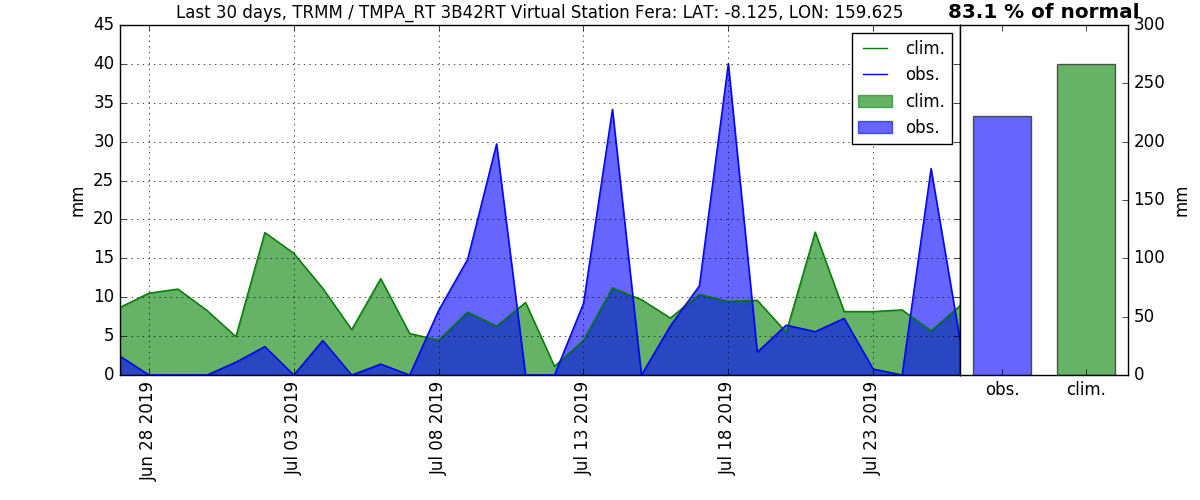 Last 30 days, TRMM / TMPA_RT 3B42RT Virtual Station Fera: LAT: -8.125, LON: 159.625
83.1 % of normal
45
40
35
30
25
20
15
10
5
0
mm
clim.
obs.
clim.
obs.
Jun 28 2019
Jul 03 2019
Jul 08 2019
Jul 13 2019
Jul 18 2019
Jul 23 2019
300
250
200
150
100
50
0
mm
obs.
clim.